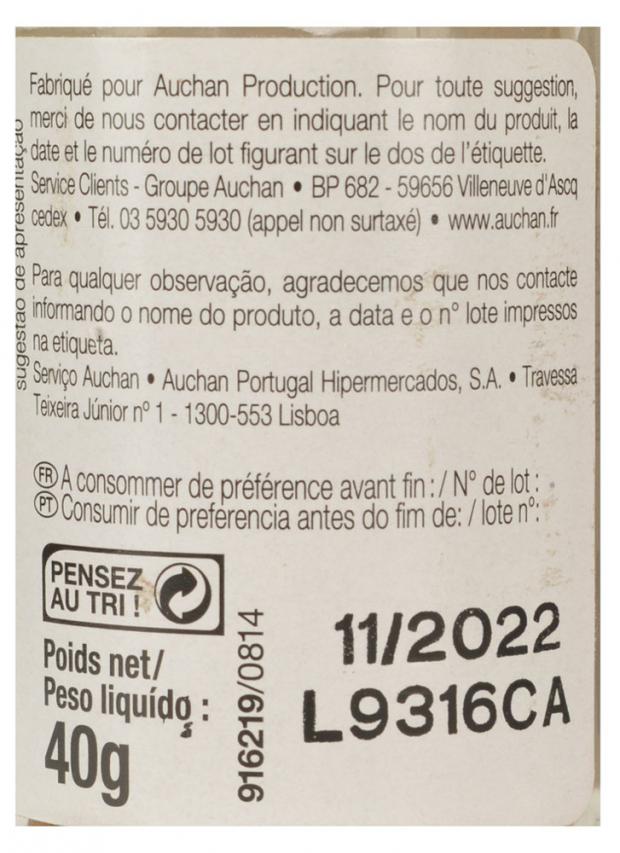 Fabriqué pour Auchan Production. Pour toute suggestion,
merci de nous contacter en indiquant le nom du produit, la
date et le numéro de lot figurant sur le dos de l'étiquette.
Service Clients - Groupe Auchan • BP 682 - 59656 Villeneuve d'Ascq
cedex • Tél. 03 5930 5930 (appel non surtaxé) • www.auchan.fr
Para qualquer observação, agradecemos que nos contacte
informando o nome do produto, a data e o nº lote impressos
na etiqueta.
Serviço Auchan • Auchan Portugal Hipermercados, S.A. • Travessa
Teixeira Júnior nº 1 - 1300-553 Lisboa
sugestão de apresentação
FR A consommer de préférence avant fin : / N° de lot :
PT Consumir de preferencia antes do fim de: / lote nº:
PENSEZ
AU TRI !
Poids net/
Peso liquído :
40g
916219/0814
11/2022
L9316CA